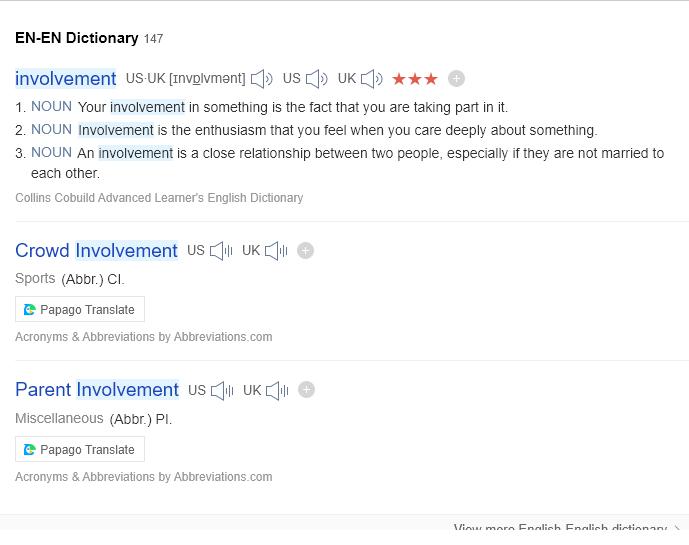 EN-EN Dictionary 147
involvement US·UK [ɪnvɒlvmənt] US UK ★★★
1. NOUN Your involvement in something is the fact that you are taking part in it.
2. NOUN Involvement is the enthusiasm that you feel when you care deeply about something.
3. NOUN An involvement is a close relationship between two people, especially if they are not married to
each other.
Collins Cobuild Advanced Learner's English Dictionary
Crowd Involvement US UK
Sports (Abbr.) CI.
Papago Translate
Acronyms & Abbreviations by Abbreviations.com
Parent Involvement US UK
Miscellaneous (Abbr.) PI.
Papago Translate
Acronyms & Abbreviations by Abbreviations.com
View more English English dictionary